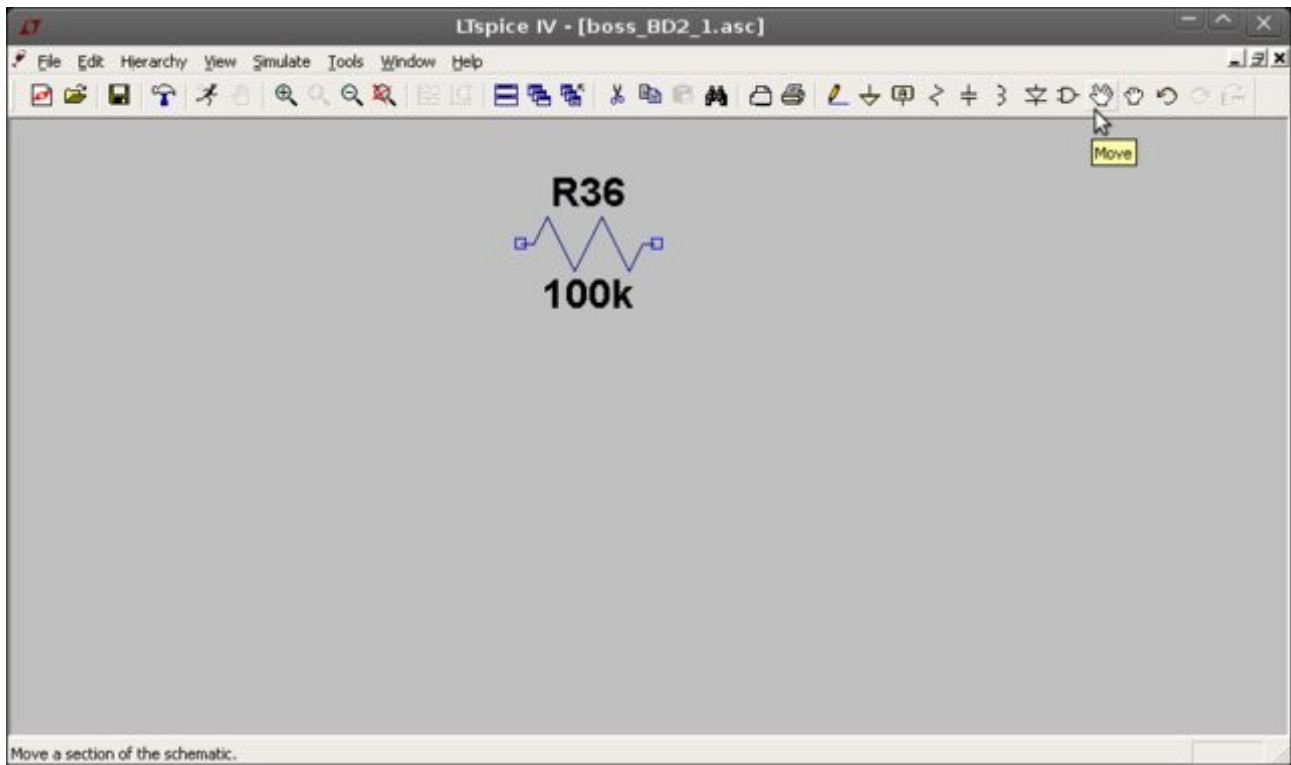 LTspice IV - [boss_BD2_1.asc]
File Edit Hierarchy View Simulate Tools Window Help
Move
R36
100k
Move a section of the schematic.